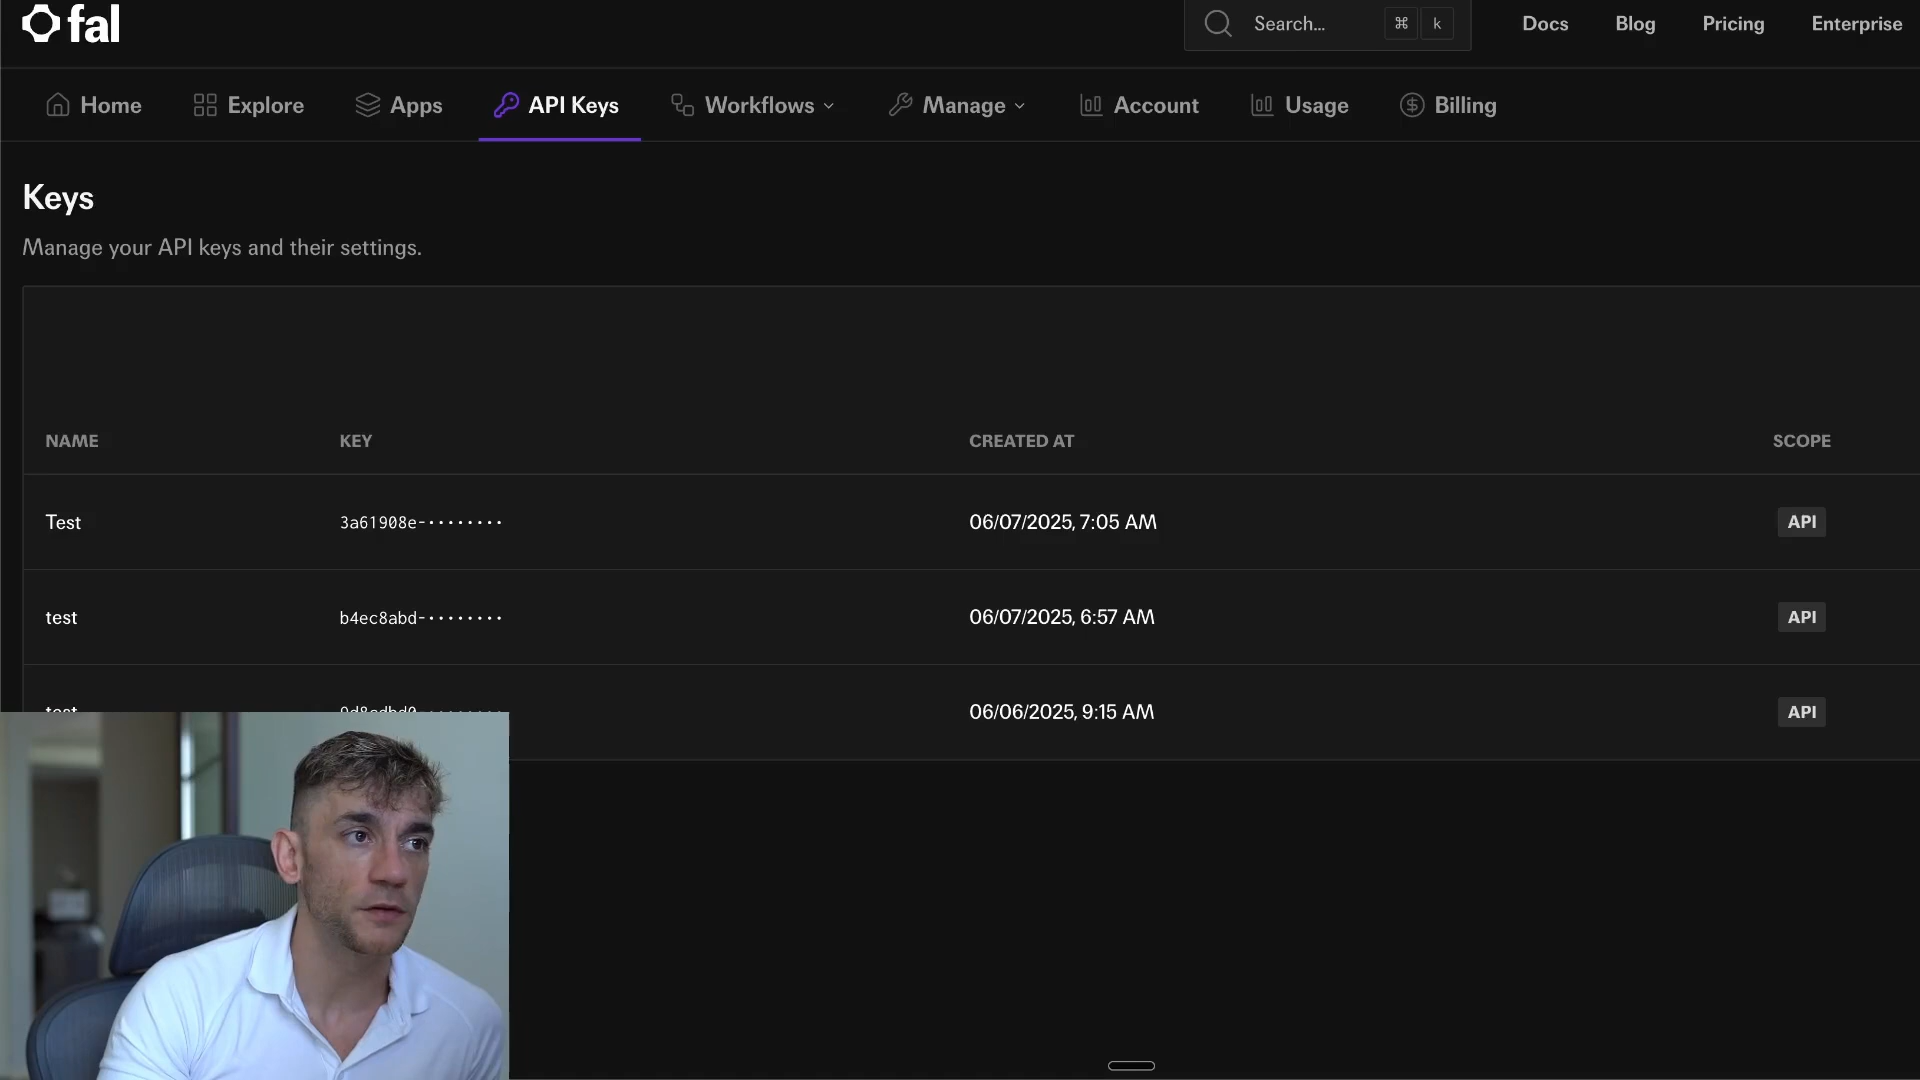 fal
Search... ⌘ k Docs Blog Pricing Enterprise
Home Explore Apps API Keys Workflows Manage Account Usage Billing
Keys
Manage your API keys and their settings.
NAME KEY CREATED AT SCOPE
Test 3a61908e-•••••••• 06/07/2025, 7:05 AM API
test b4ec8abd-•••••••• 06/07/2025, 6:57 AM API
test 06/06/2025, 9:15 AM API